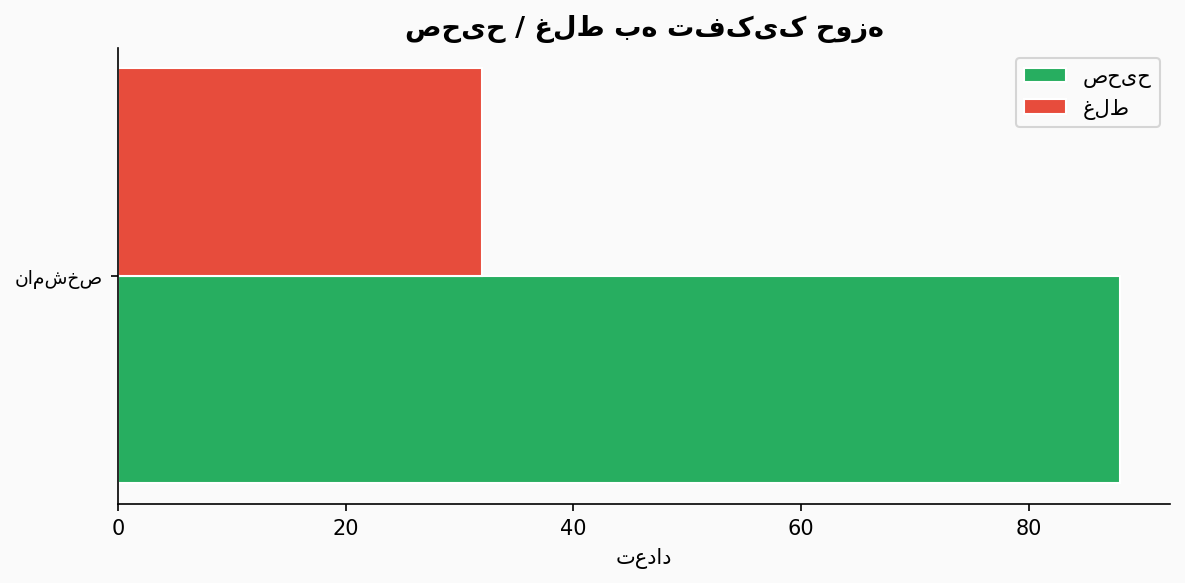 صحیح / غلط به تفکیک حوزه
صحیح
غلط
نامشخص
0 20 40 60 80
تعداد